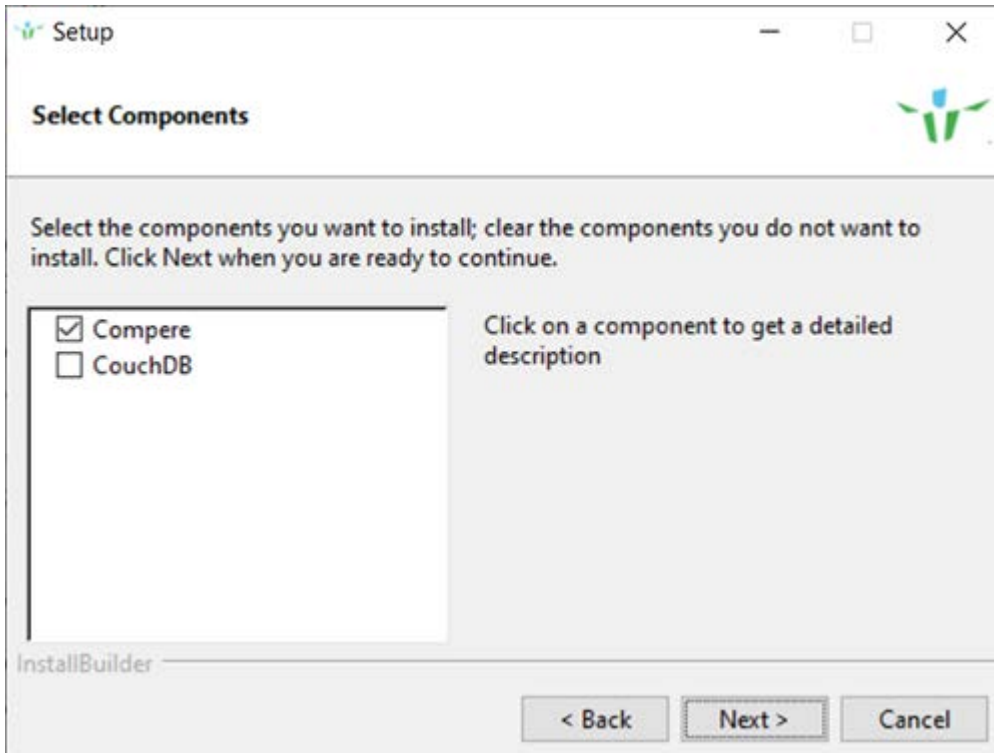 Setup
Select Components
Select the components you want to install; clear the components you do not want to
install. Click Next when you are ready to continue.
Compere
CouchDB
Click on a component to get a detailed
description
InstallBuilder
< Back
Next >
Cancel